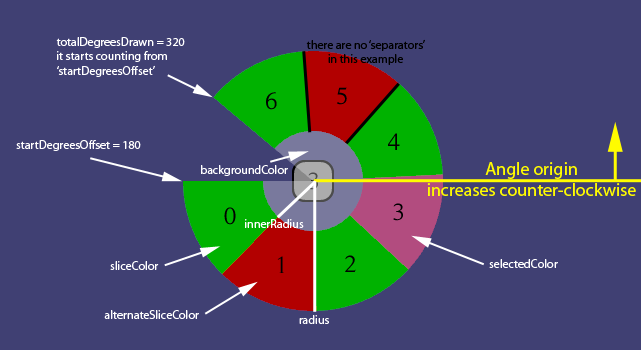 totalDegreesDrawn = 320
it starts counting from
'startDegreesOffset'
there are no 'separators'
in this example
5
6
4
startDegreesOffset = 180
backgroundColor
Angle origin
increases counter-clockwise
3
3
0
innerRadius
sliceColor
1
2
selectedColor
alternateSliceColor
radius